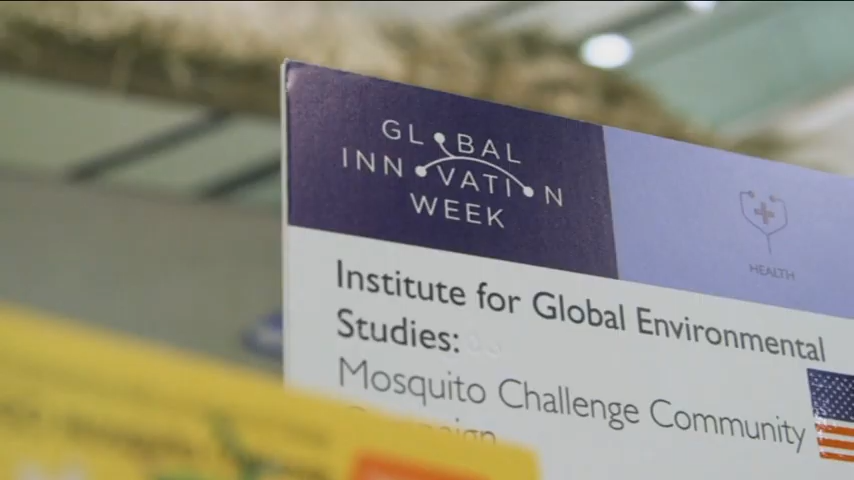 GLOBAL
INNOVATION
WEEK
HEALTH
Institute for Global Environmental
Studies:
Mosquito Challenge Community